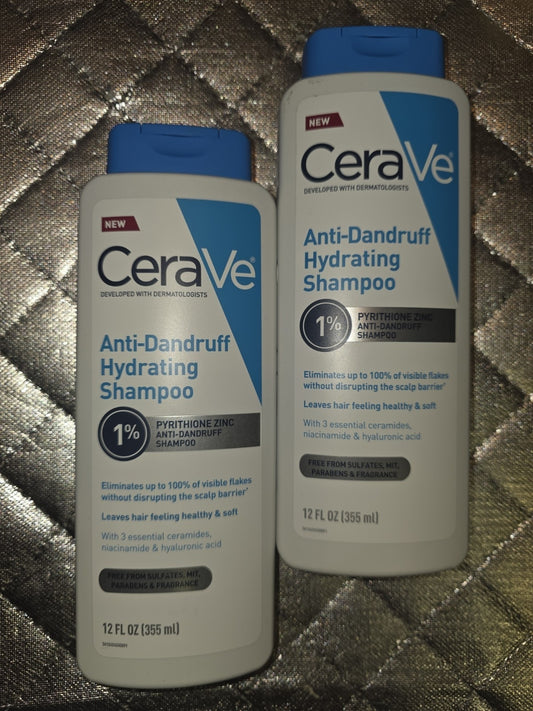 NEW
CeraVe®
DEVELOPED WITH DERMATOLOGISTS
Anti-Dandruff
Hydrating
Shampoo
1%
PYRITHIONE ZINC
ANTI-DANDRUFF
SHAMPOO
Eliminates up to 100% of visible flakes
without disrupting the scalp barrier*
Leaves hair feeling healthy & soft
With 3 essential ceramides,
niacinamide & hyaluronic acid
FREE FROM SULFATES, MIT,
PARABENS & FRAGRANCE
12 FL OZ (355 ml)
NEW
CeraVe®
DEVELOPED WITH DERMATOLOGISTS
Anti-Dandruff
Hydrating
Shampoo
1%
PYRITHIONE ZINC
ANTI-DANDRUFF
SHAMPOO
Eliminates up to 100% of visible flakes
without disrupting the scalp barrier*
Leaves hair feeling healthy & soft
With 3 essential ceramides,
niacinamide & hyaluronic acid
FREE FROM SULFATES, MIT,
PARABENS & FRAGRANCE
12 FL OZ (355 ml)